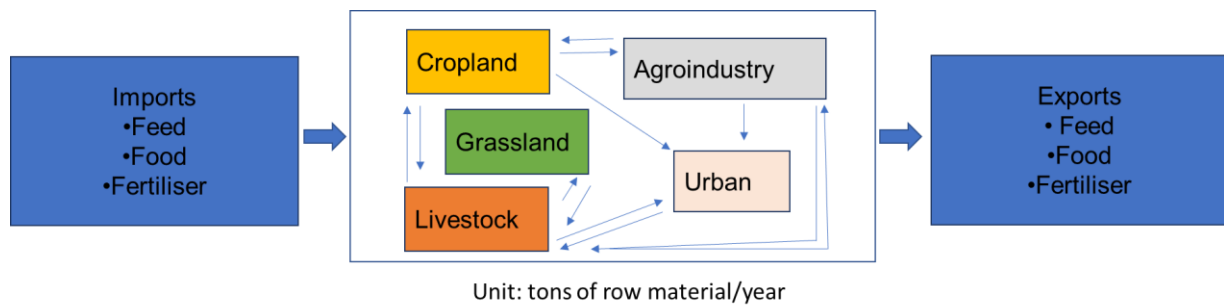 Imports
•Feed
•Food
•Fertiliser
Cropland
Agroindustry
Grassland
Urban
Livestock
Exports
• Feed
•Food
•Fertiliser
Unit: tons of row material/year